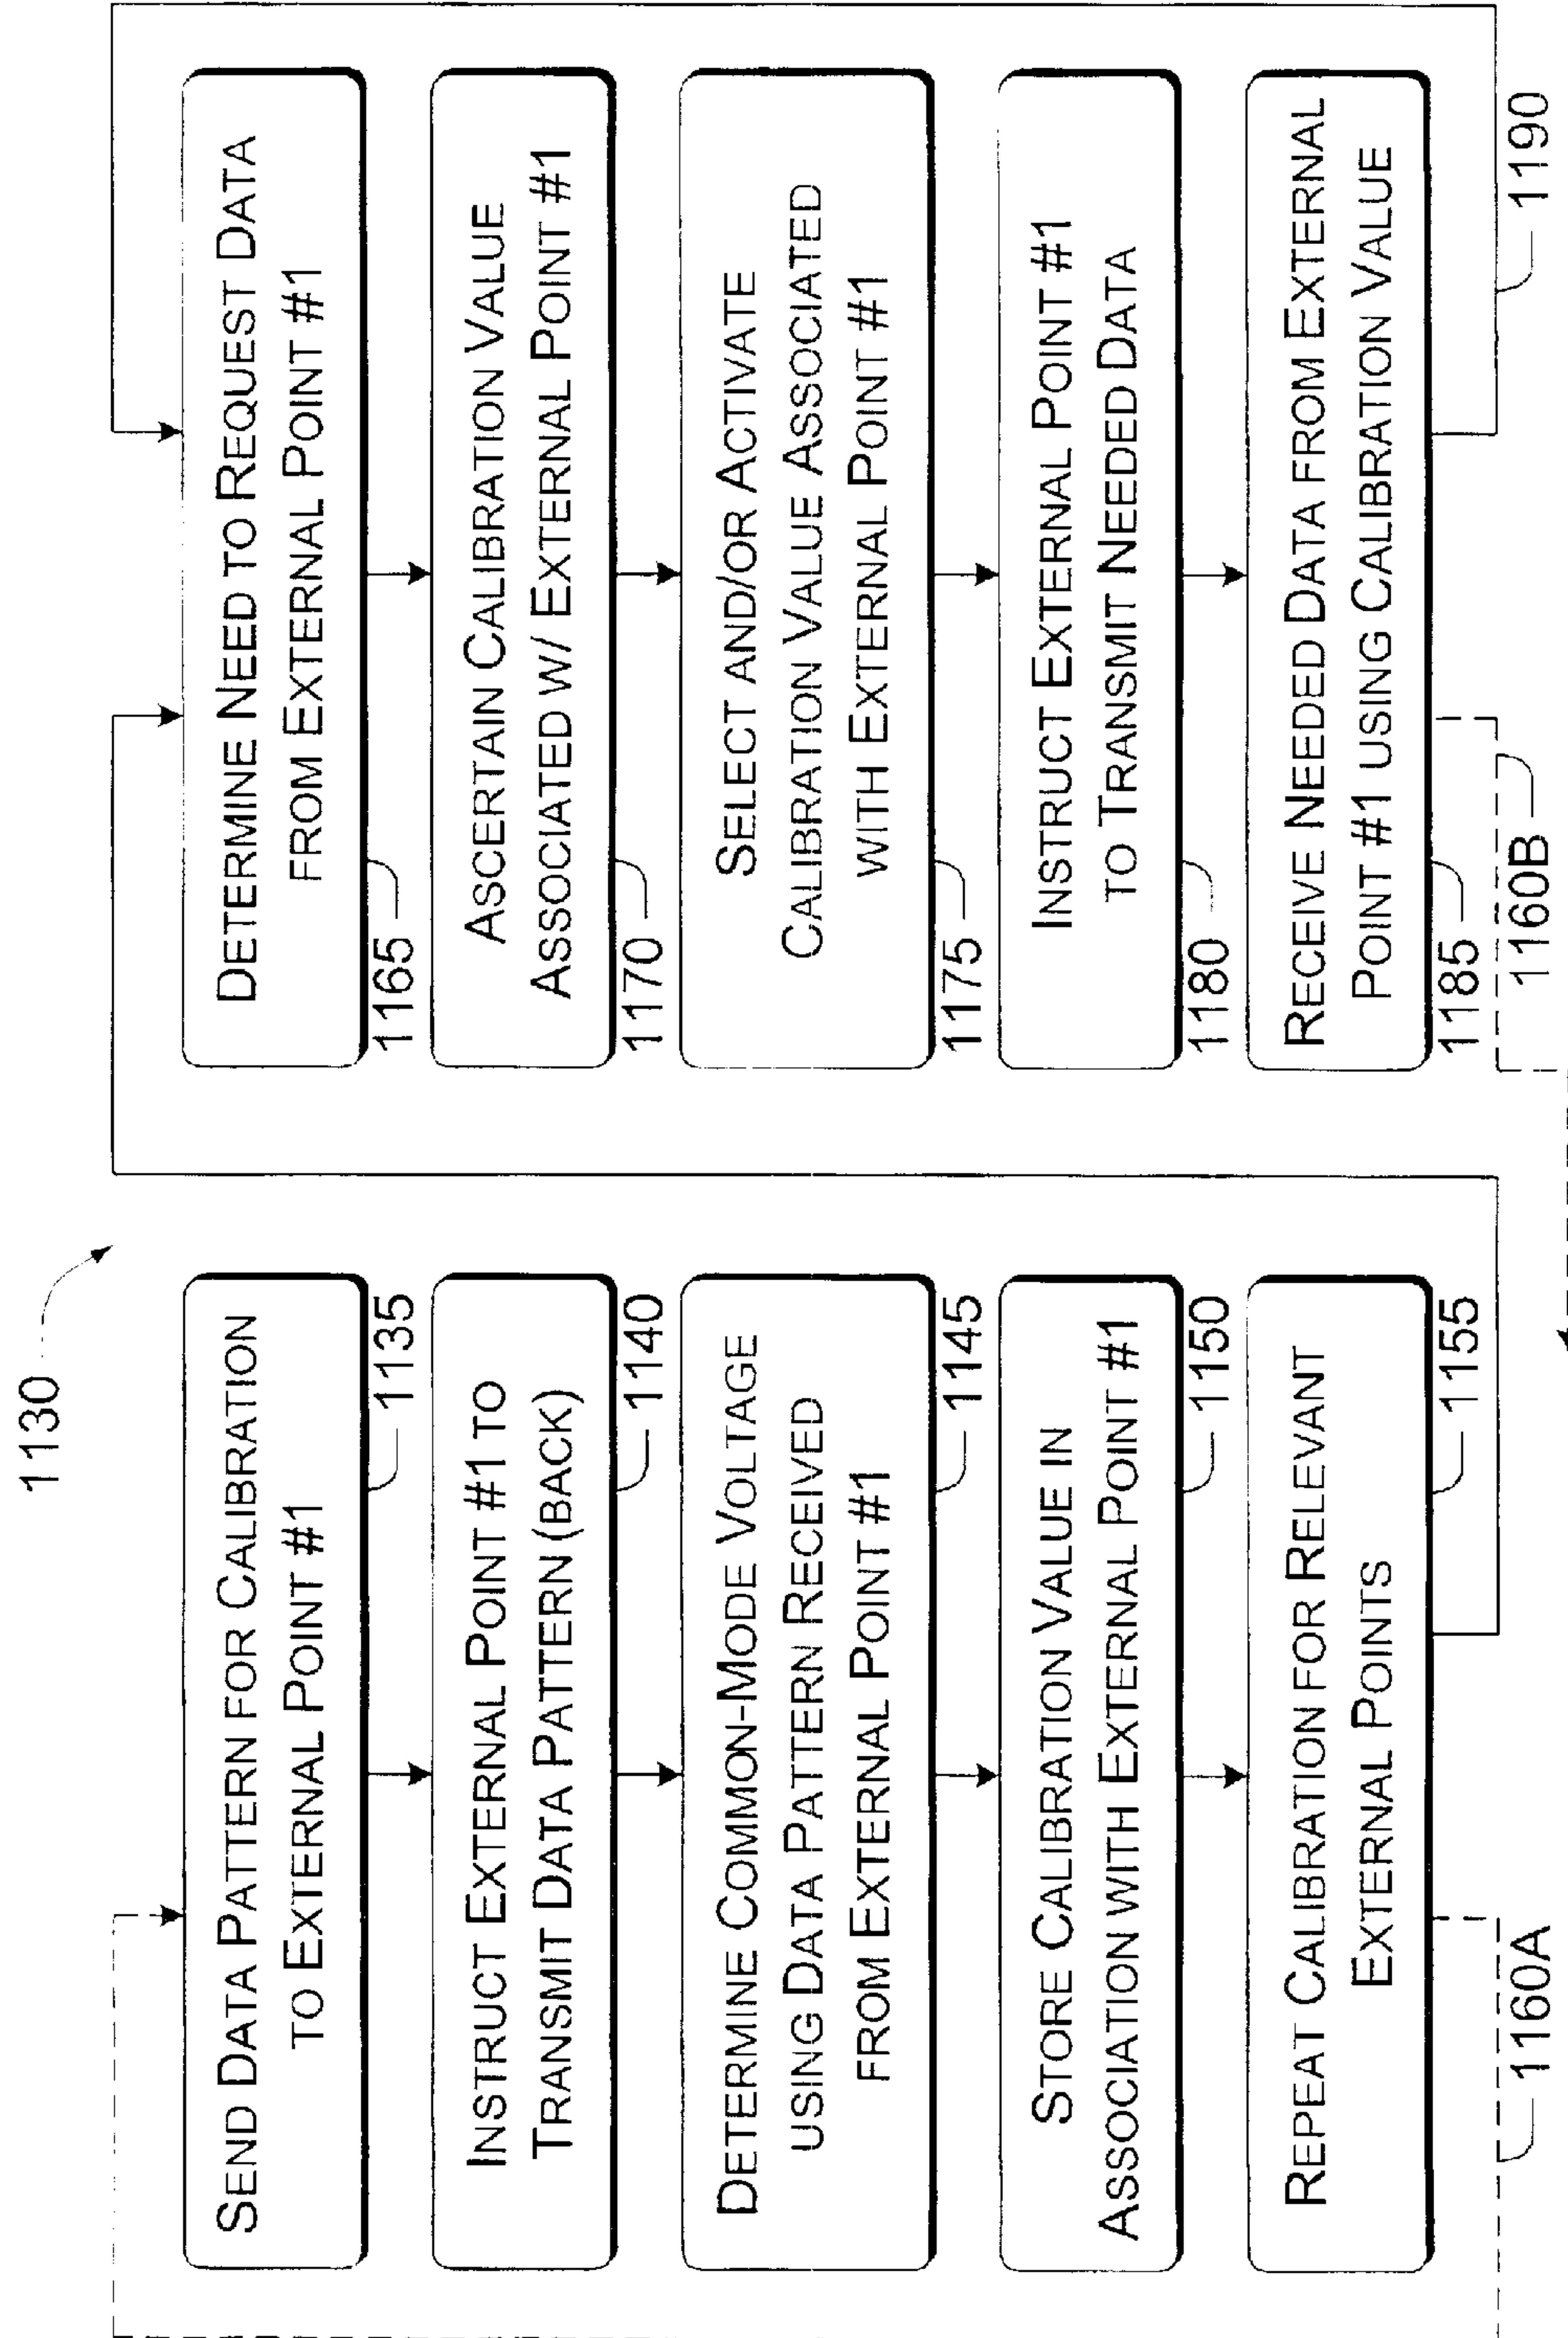 1130
SEND DATA PATTERN FOR CALIBRATION
TO EXTERNAL POINT #1
1135
INSTRUCT EXTERNAL POINT #1 TO
TRANSMIT DATA PATTERN (BACK)
1140
DETERMINE COMMON-MODE VOLTAGE
USING DATA PATTERN RECEIVED
FROM EXTERNAL POINT #1
1145
STORE CALIBRATION VALUE IN
ASSOCIATION WITH EXTERNAL POINT #1
1150
REPEAT CALIBRATION FOR RELEVANT
EXTERNAL POINTS
1155
1160A
DETERMINE NEED TO REQUEST DATA
FROM EXTERNAL POINT #1
1165
ASCERTAIN CALIBRATION VALUE
ASSOCIATED W/ EXTERNAL POINT #1
1170
SELECT AND/OR ACTIVATE
CALIBRATION VALUE ASSOCIATED
WITH EXTERNAL POINT #1
1175
INSTRUCT EXTERNAL POINT #1
TO TRANSMIT NEEDED DATA
1180
RECEIVE NEEDED DATA FROM EXTERNAL
POINT #1 USING CALIBRATION VALUE
1185
1160B
1190